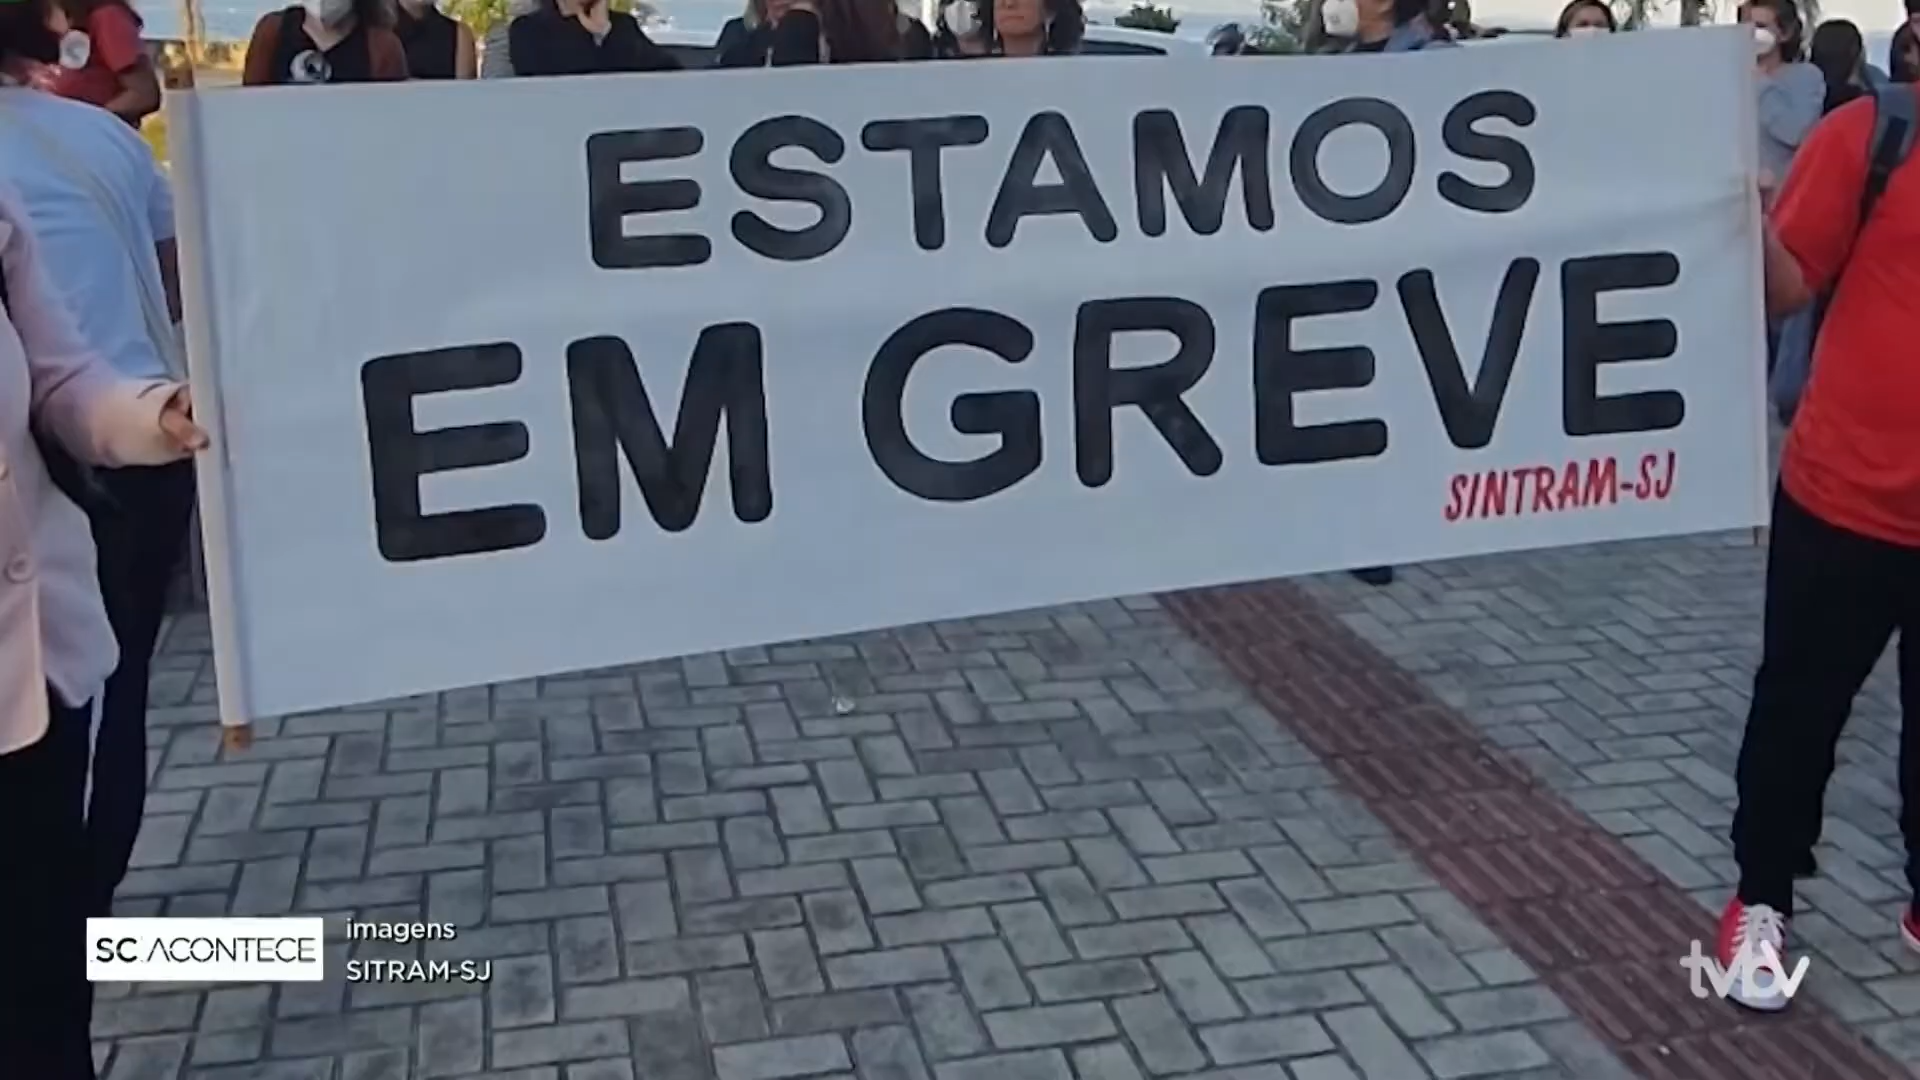 ESTAMOS
EM GREVE
SINTRAM-SJ
SC ACONTECE
imagens
SITRAM-SJ
tvbv